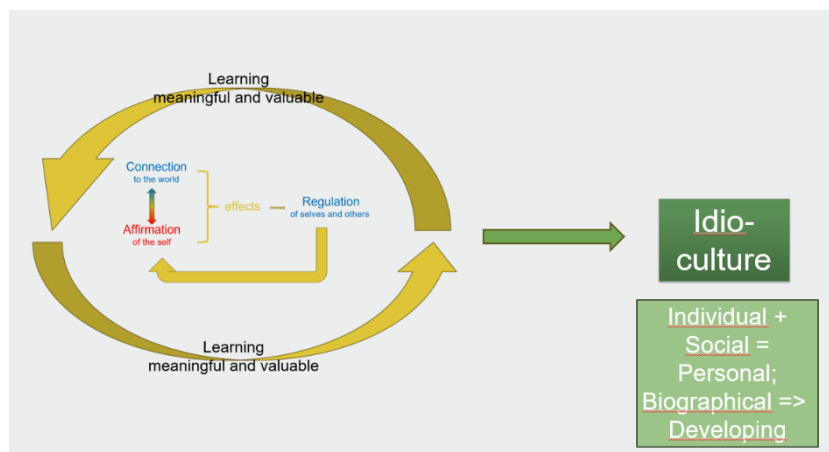 Learning
meaningful and valuable
Connection
to the world
effects
Regulation
of selves and others
Affirmation
of the self
Learning
meaningful and valuable
Idio-
culture
Individual +
Social =
Personal;
Biographical =>
Developing